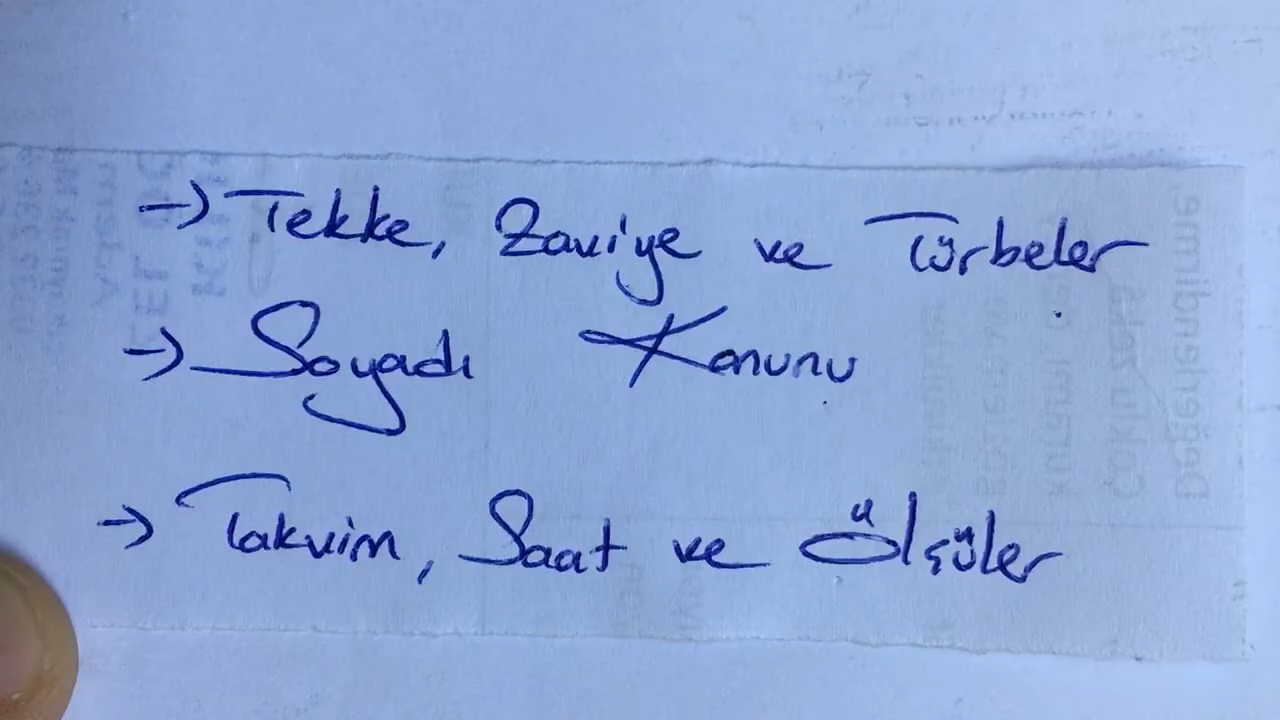 → Tekke, Zaviye ve Türbeler
→ Soyadı Kanunu
→ Takvim, Saat ve Ölçüler